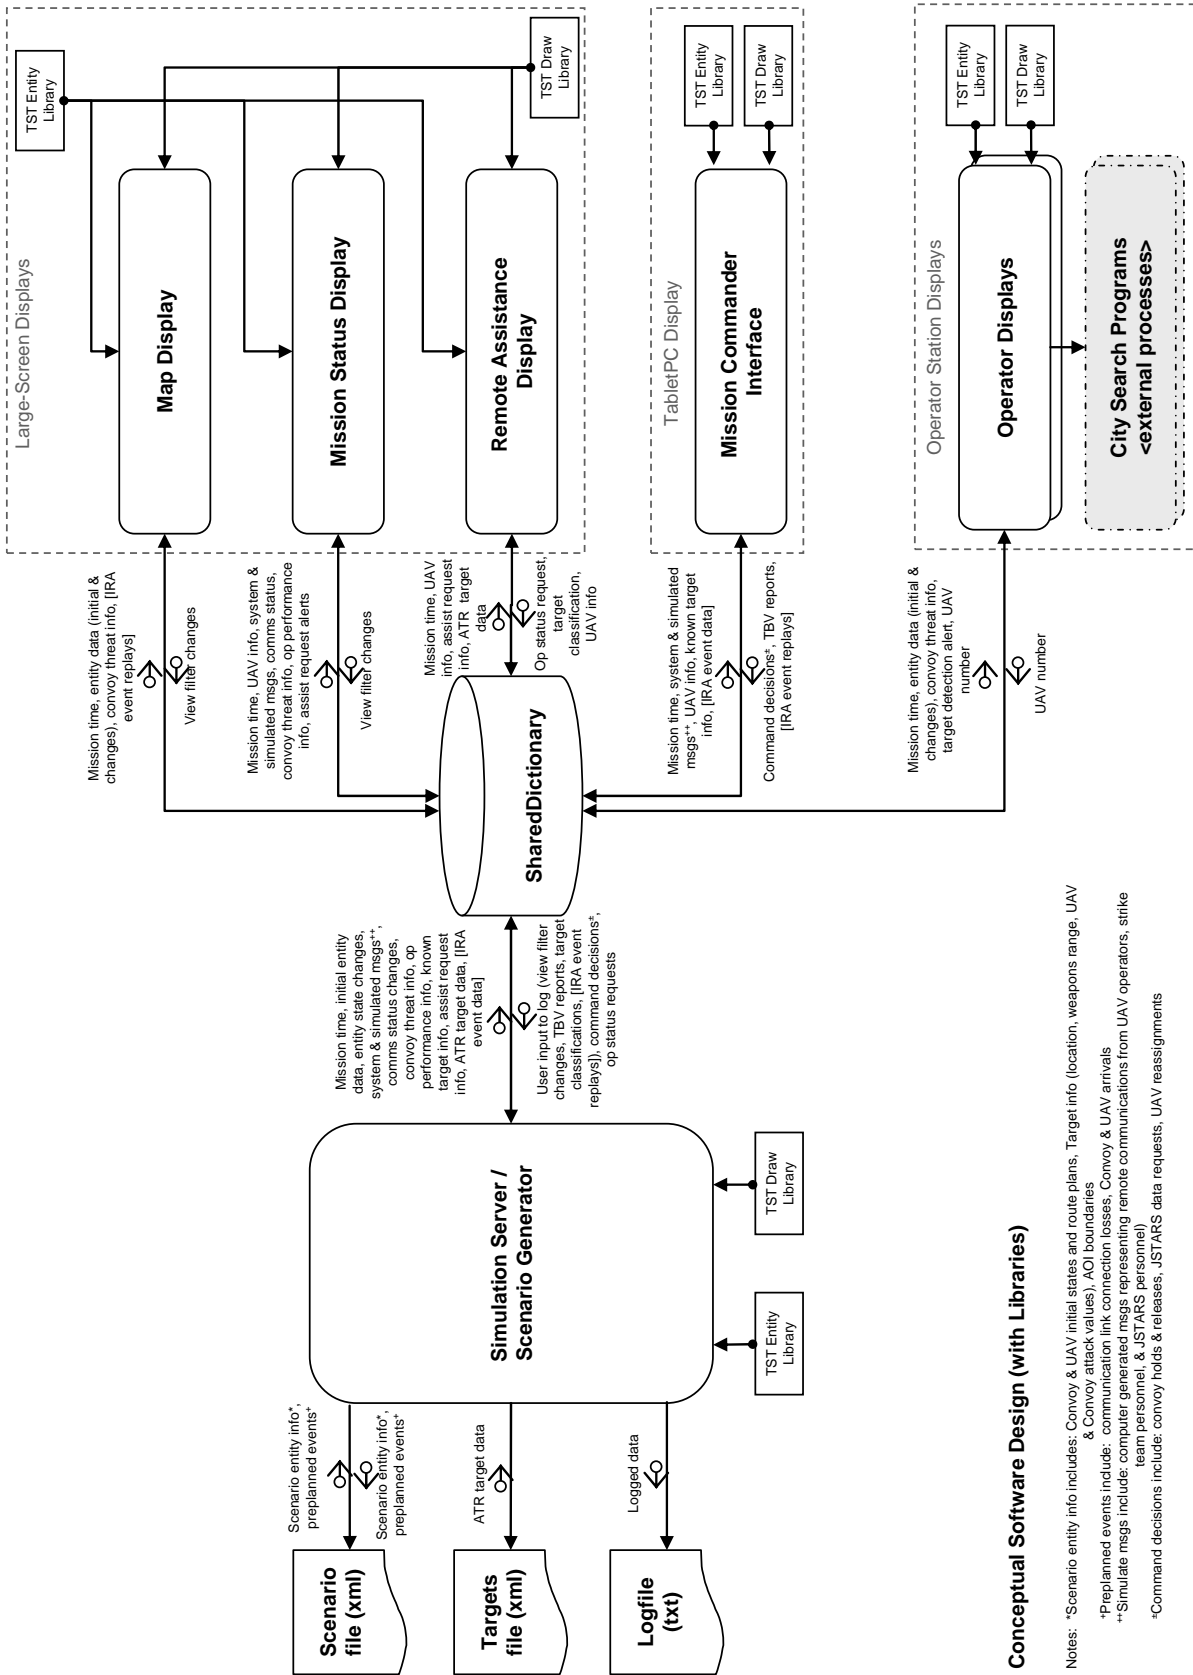 Large-Screen Displays
TST Entity
Library
TST Draw
Library
Map Display
Mission Status Display
Remote Assistance
Display
TabletPC Display
TST Entity
Library
TST Draw
Library
Mission Commander
Interface
Operator Station Displays
TST Entity
Library
TST Draw
Library
Operator Displays
City Search Programs
<external processes>
Mission time, entity data (initial &
changes), convoy threat info, [IRA
event replays]
View filter changes
Mission time, UAV info, system &
simulated msgs, comms status,
convoy threat info, op performance
info, assist request alerts
View filter changes
Mission time, UAV
info, assist request
info, ATR target
data
Op status request,
target
classification,
UAV info
Mission time, system & simulated
msgs⁺⁺, UAV info, known target
info, [IRA event data]
Command decisions±, TBV reports,
[IRA event replays]
Mission time, entity data (initial &
changes), convoy threat info,
target detection alert, UAV
number
UAV number
SharedDictionary
Mission time, initial entity
data, entity state changes,
system & simulated msgs⁺⁺,
comms status changes,
convoy threat info, op
performance info, known
target info, assist request
info, ATR target data, [IRA
event data]
User input to log (view filter
changes, TBV reports, target
classifications, [IRA event
replays]), command decisions±,
op status requests
Simulation Server /
Scenario Generator
TST Entity
Library
TST Draw
Library
Scenario entity info*,
preplanned events⁺
Scenario entity info*,
preplanned events⁺
ATR target data
Logged data
Scenario
file (xml)
Targets
file (xml)
Logfile
(txt)
Conceptual Software Design (with Libraries)
Notes: *Scenario entity info includes: Convoy & UAV initial states and route plans, Target info (location, weapons range, UAV
& Convoy attack values), AOI boundaries
⁺Preplanned events include: communication link connection losses, Convoy & UAV arrivals
⁺⁺Simulate msgs include: computer generated msgs representing remote communications from UAV operators, strike
team personnel, & JSTARS personnel)
±Command decisions include: convoy holds & releases, JSTARS data requests, UAV reassignments